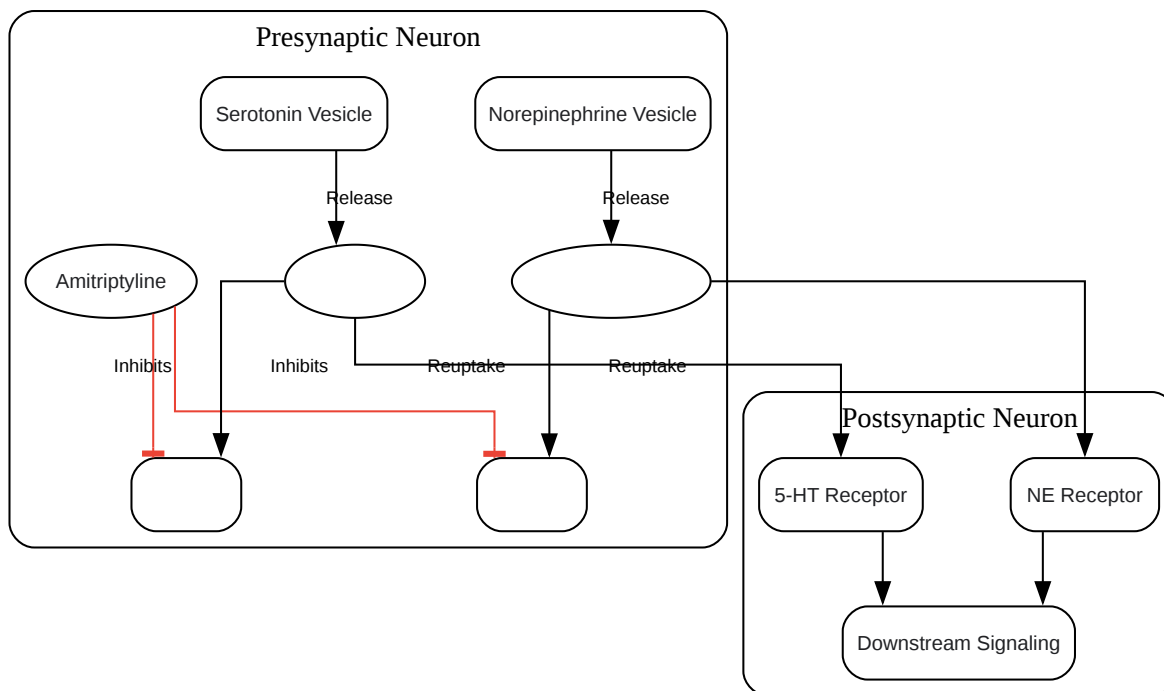 Presynaptic Neuron
Serotonin Vesicle
Norepinephrine Vesicle
Release
Release
Amitriptyline
Inhibits
Inhibits
Reuptake
Reuptake
Postsynaptic Neuron
5-HT Receptor
NE Receptor
Downstream Signaling